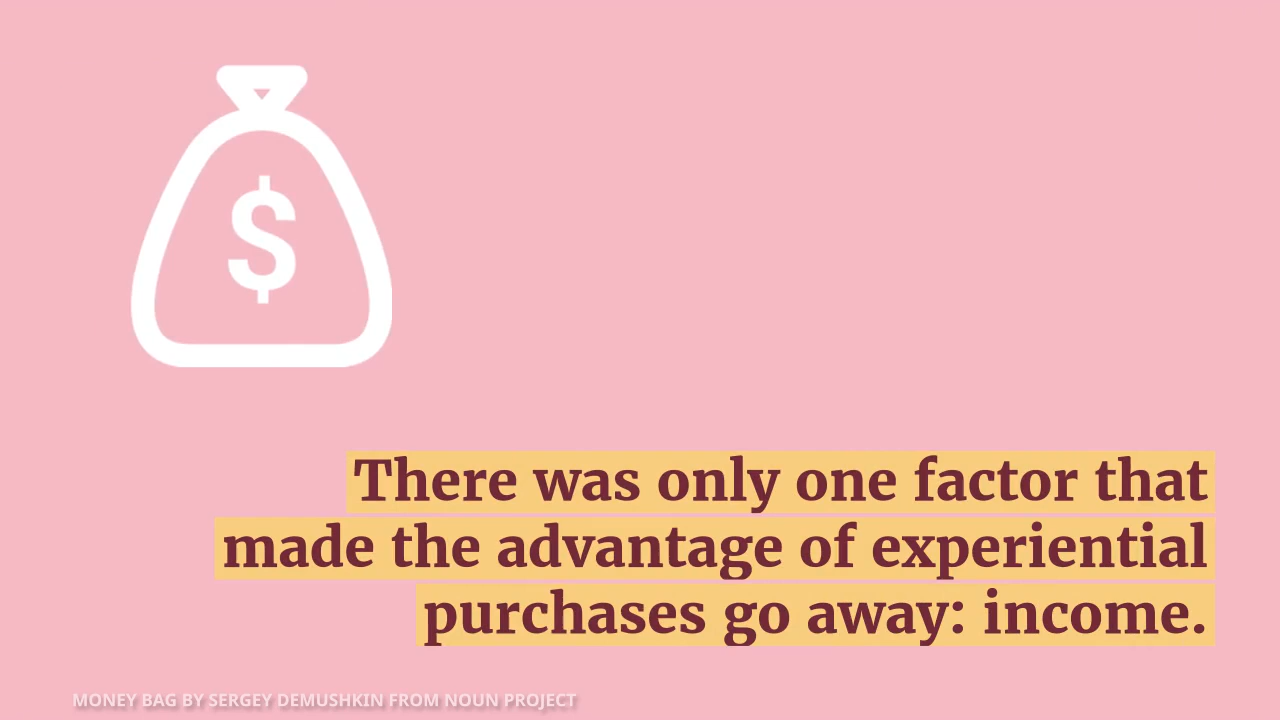 $
There was only one factor that
made the advantage of experiential
purchases go away: income.
MONEY BAG BY SERGEY DEMUSHKIN FROM NOUN PROJECT